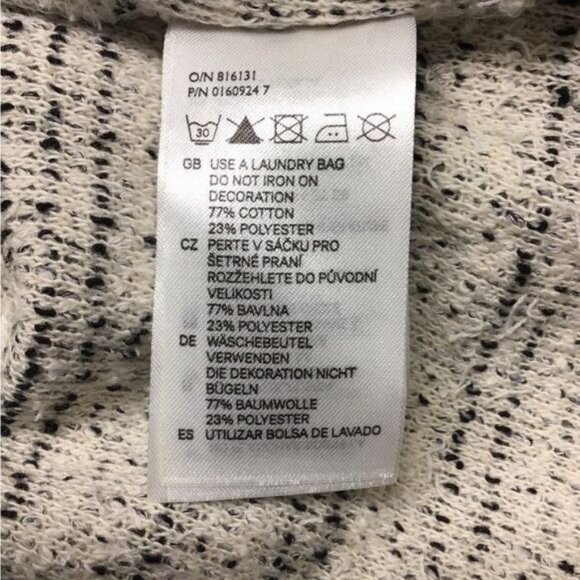 O/N 816131
P/N 0160924 7
30
GB USE A LAUNDRY BAG
DO NOT IRON ON
DECORATION
77% COTTON
23% POLYESTER
CZ PERTE V SÁČKU PRO
ŠETRNÉ PRANÍ
ROZŽEHLETE DO PŮVODNÍ
VELIKOSTI
77% BAVLNA
23% POLYESTER
DE WÄSCHEBEUTEL
VERWENDEN
DIE DEKORATION NICHT
BÜGELN
77% BAUMWOLLE
23% POLYESTER
ES UTILIZAR BOLSA DE LAVADO